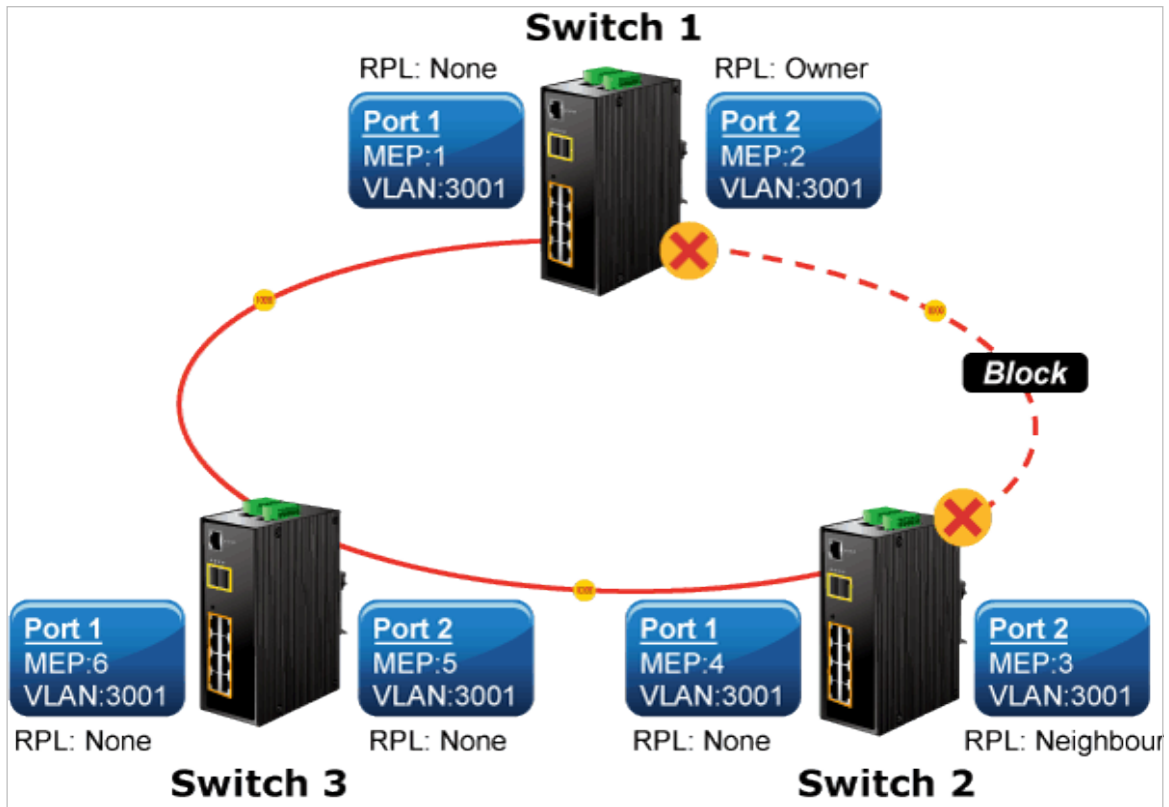 Switch 1
RPL: None
RPL: Owner
Port 1
MEP:1
VLAN:3001
Port 2
MEP:2
VLAN:3001
Block
Port 1
MEP:6
VLAN:3001
Port 2
MEP:5
VLAN:3001
Port 1
MEP:4
VLAN:3001
Port 2
MEP:3
VLAN:3001
RPL: None
RPL: None
RPL: None
RPL: Neighbour
Switch 3
Switch 2